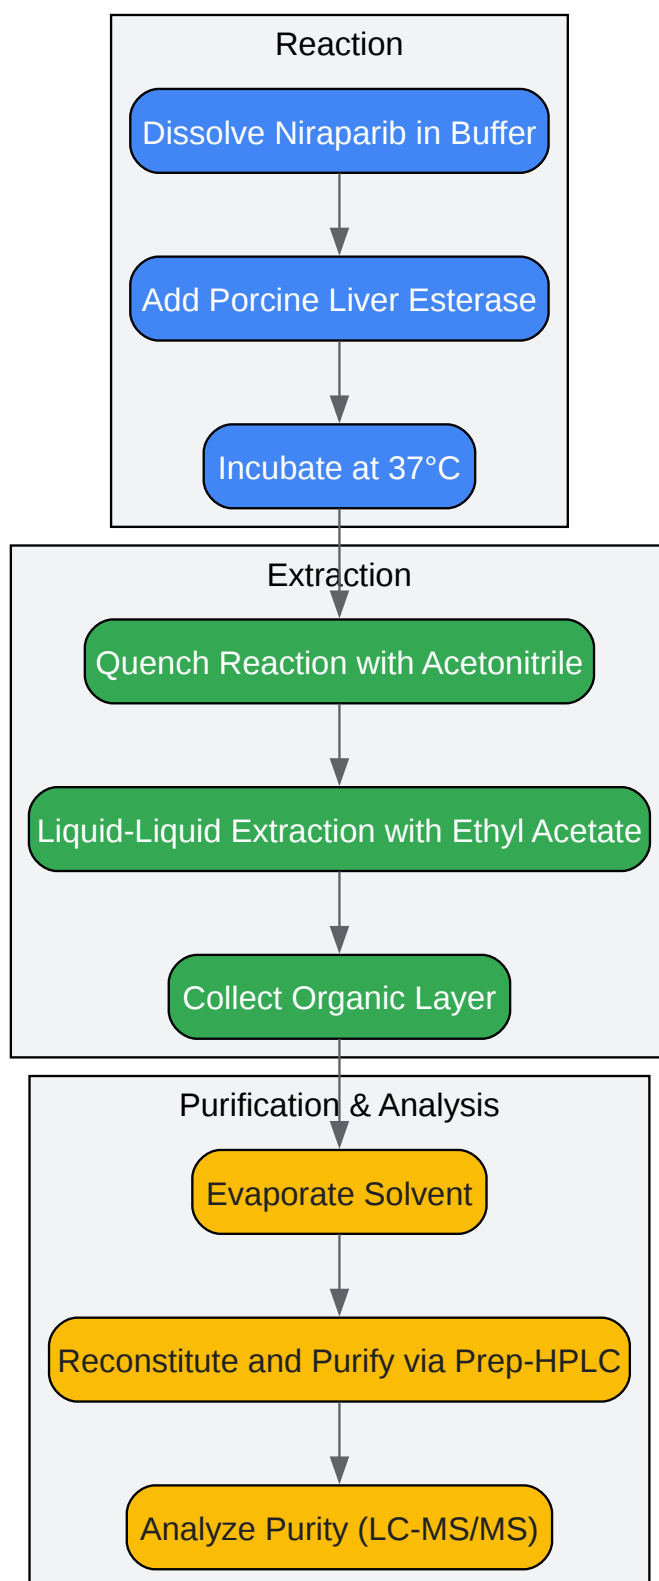 Reaction
Dissolve Niraparib in Buffer
Add Porcine Liver Esterase
Incubate at 37°C
Extraction
Quench Reaction with Acetonitrile
Liquid-Liquid Extraction with Ethyl Acetate
Collect Organic Layer
Purification & Analysis
Evaporate Solvent
Reconstitute and Purify via Prep-HPLC
Analyze Purity (LC-MS/MS)